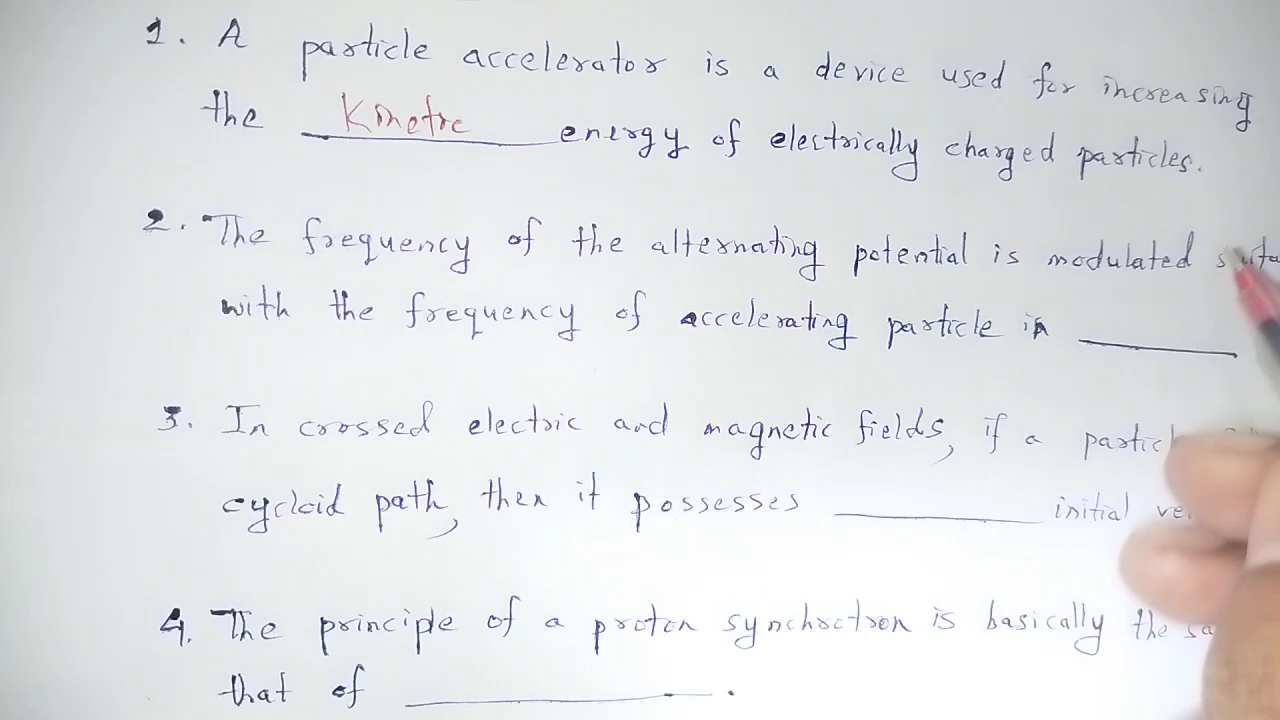 1. A particle accelerator is a device used for increasing
the Kinetic energy of electrically charged particles.
2. The frequency of the alternating potential is modulated
with the frequency of accelerating particle in
3. In crossed electric and magnetic fields, if a
cycloid path, then it possesses initial
4. The principle of a proton synchrotron is basically the
that of .